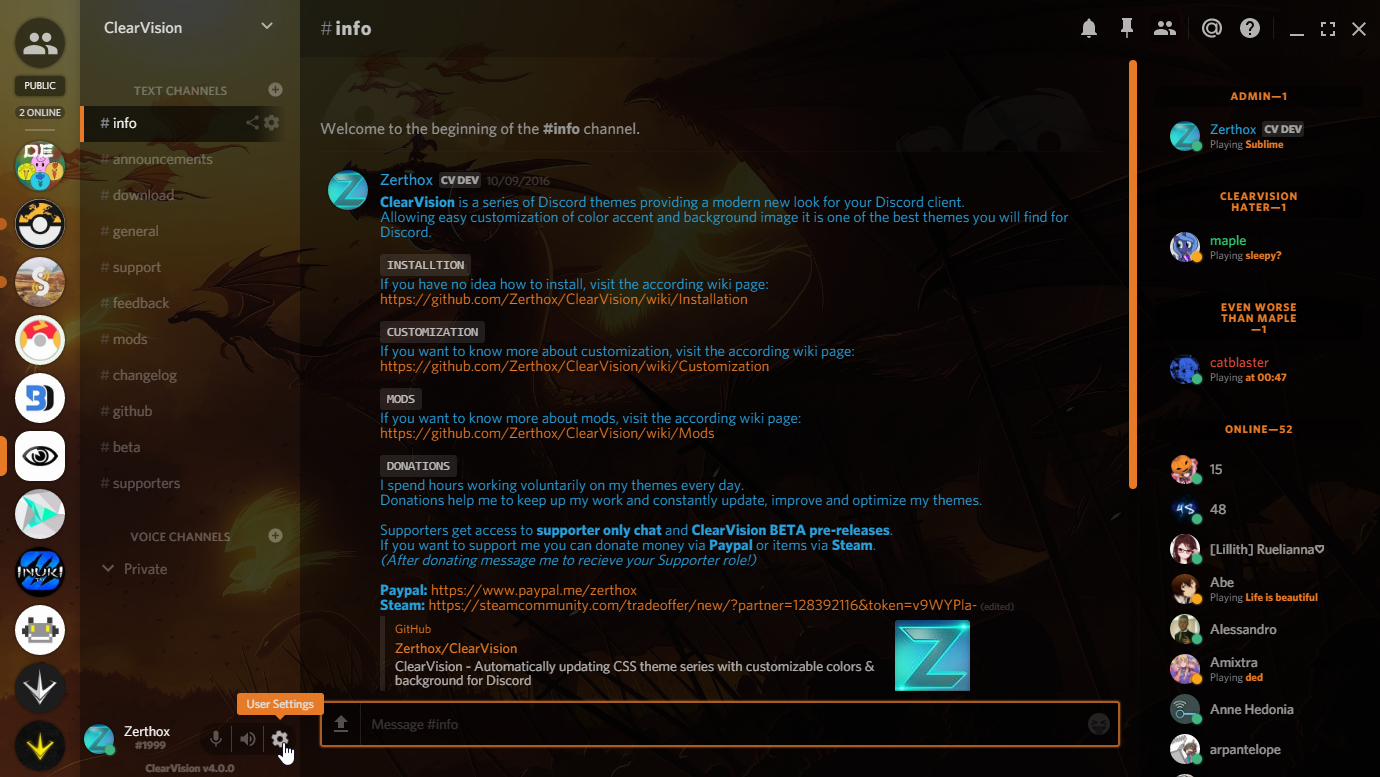 PUBLIC
2 ONLINE
DE
ClearVision
TEXT CHANNELS
# info
# announcements
# download
# general
# support
# feedback
# mods
# changelog
# github
# beta
# supporters
VOICE CHANNELS
Private
User Settings
Zerthox
#1999
ClearVision v4.0.0
# info
Welcome to the beginning of the #info channel.
Zerthox CV DEV 10/09/2016
ClearVision is a series of Discord themes providing a modern new look for your Discord client.
Allowing easy customization of color accent and background image it is one of the best themes you will find for
Discord.
INSTALLTION
If you have no idea how to install, visit the according wiki page:
https://github.com/Zerthox/ClearVision/wiki/Installation
CUSTOMIZATION
If you want to know more about customization, visit the according wiki page:
https://github.com/Zerthox/ClearVision/wiki/Customization
MODS
If you want to know more about mods, visit the according wiki page:
https://github.com/Zerthox/ClearVision/wiki/Mods
DONATIONS
I spend hours working voluntarily on my themes every day.
Donations help me to keep up my work and constantly update, improve and optimize my themes.
Supporters get access to supporter only chat and ClearVision BETA pre-releases.
If you want to support me you can donate money via Paypal or items via Steam.
(After donating message me to recieve your Supporter role!)
Paypal: https://www.paypal.me/zerthox
Steam: https://steamcommunity.com/tradeoffer/new/?partner=128392116&token=v9WYPla- (edited)
GitHub
Zerthox/ClearVision
ClearVision - Automatically updating CSS theme series with customizable colors &
background for Discord
Message #info
ADMIN—1
Zerthox CV DEV
Playing Sublime
CLEARVISION
HATER—1
maple
Playing sleepy?
EVEN WORSE
THAN MAPLE
—1
catblaster
Playing at 00:47
ONLINE—52
15
48
[Lillith] Ruelianna♡
Abe
Playing Life is beautiful
Alessandro
Amixtra
Playing ded
Anne Hedonia
arpantelope